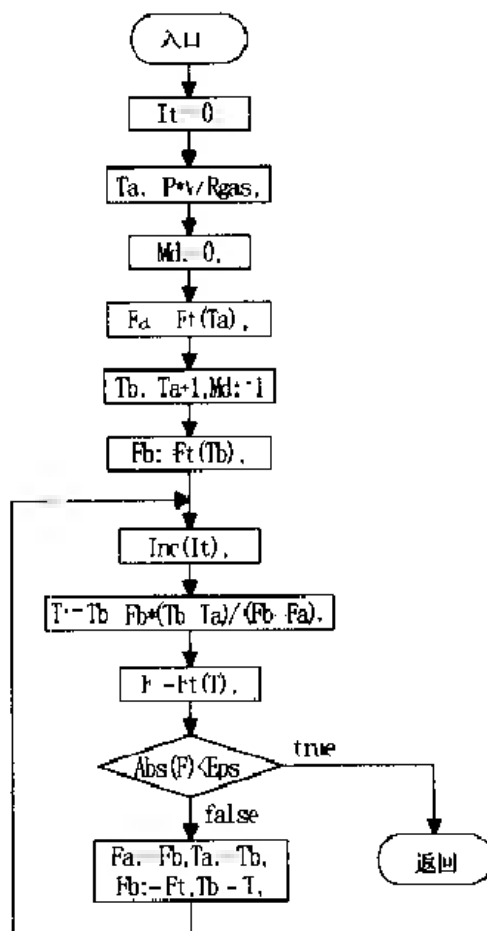 入口
It:=0
Ta. P*v/Rgas,
Md.=0,
Fa Ft(Ta),
Tb. Ta+1,Md:-1
Fb:-Ft(Tb),
Inc(It),
T:=Tb Fb*(Tb Ta)/(Fb-Fa),
F -Ft(T),
Abs(F)<Eps
true
false
Fa.-Fb,Ta.-Tb,
Fb:-Ft,Tb-T,
返回